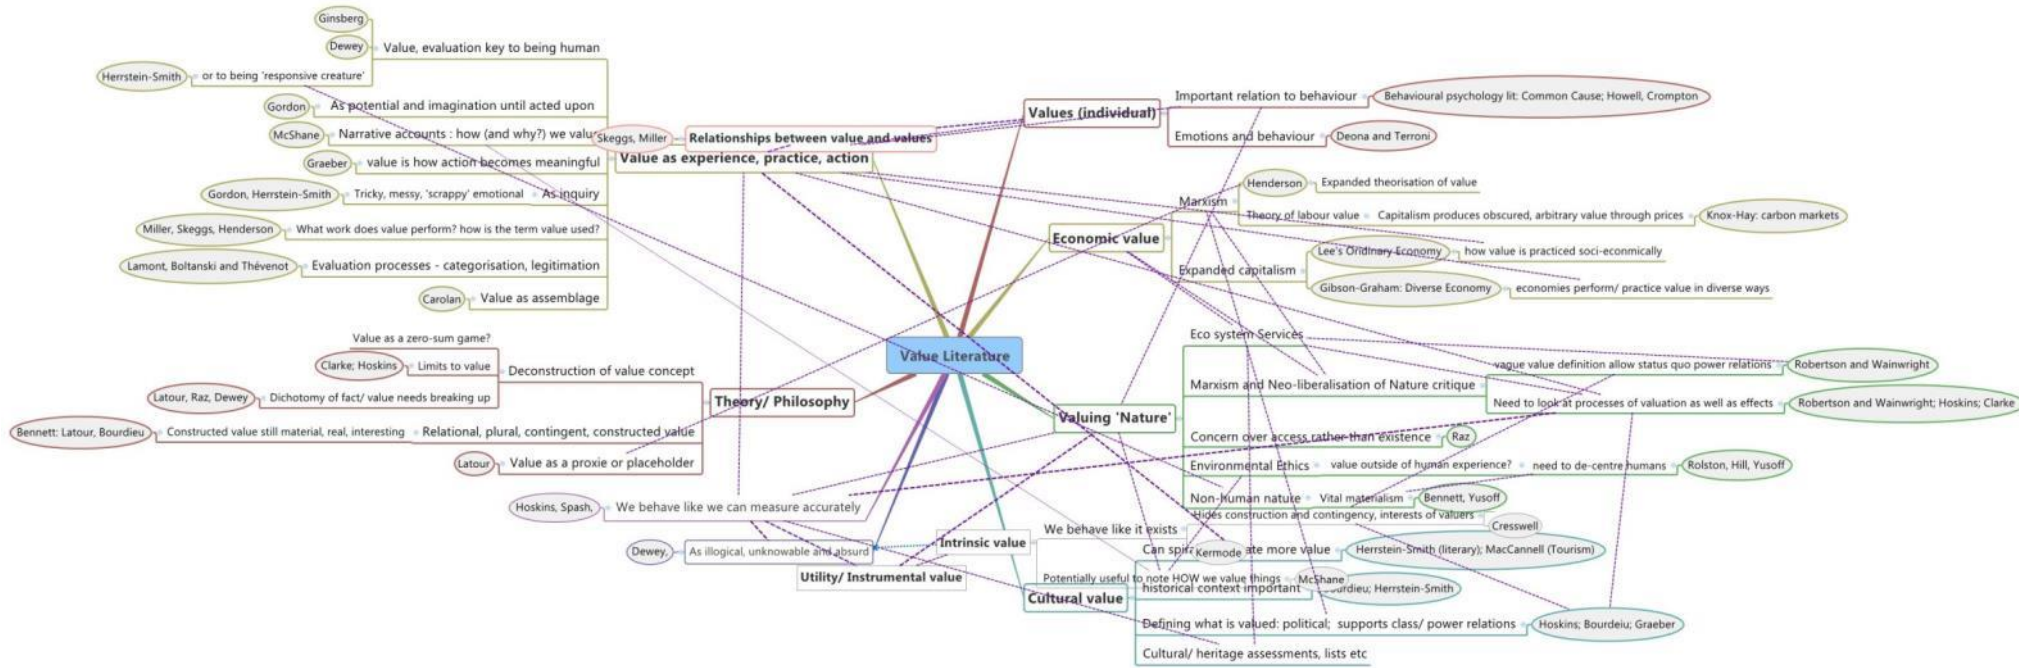 Value Literature
Ginsberg
Dewey
Value, evaluation key to being human
Herrstein-Smith
or to being 'responsive creature'
Gordon
As potential and imagination until acted upon
McShane
Narrative accounts : how (and why?) we
Graeber
value is how action becomes meaningful
Gordon, Herrstein-Smith
Tricky, messy, 'scrappy' emotional
As inquiry
Miller, Skeggs, Henderson
What work does value perform? how is the term value used?
Lamont, Boltanski and Thévenot
Evaluation processes - categorisation, legitimation
Carolan
Value as assemblage
Skeggs, Miller
Relationships between value and values
Value as experience, practice, action
Values (individual)
Important relation to behaviour
Behavioural psychology lit: Common Cause; Howell, Crompton
Emotions and behaviour
Deona and Terroni
Economic value
Marxism
Henderson
Expanded theorisation of value
Theory of labour value
Capitalism produces obscured, arbitrary value through prices
Knox-Hay: carbon markets
Expanded capitalism
Lee's Oridinary Economy
how value is practiced soci-econmically
Gibson-Graham: Diverse Economy
economies perform/ practice value in diverse ways
Value as a zero-sum game?
Clarke; Hoskins
Limits to value
Deconstruction of value concept
Latour, Raz, Dewey
Dichotomy of fact/ value needs breaking up
Theory/ Philosophy
Bennett: Latour, Bourdieu
Constructed value still material, real, interesting
Relational, plural, contingent, constructed value
Latour
Value as a proxie or placeholder
Valuing 'Nature'
Eco system Services
Marxism and Neo-liberalisation of Nature critique
vague value definition allow status quo power relations
Robertson and Wainwright
Need to look at processes of valuation as well as effects
Robertson and Wainwright; Hoskins; Clarke
Concern over access rather than existence
Raz
Environmental Ethics
value outside of human experience?
need to de-centre humans
Rolston, Hill, Yusoff
Non-human nature
Vital materialism
Bennett, Yusoff
Hoskins, Spash,
We behave like we can measure accurately
Dewey,
As illogical, unknowable and absurd
Intrinsic value
We behave like it exists
Hides construction and contingency, interests of valuers
Cresswell
Kermode
Potentially useful to note HOW we value things
McShane
Utility/ Instrumental value
Cultural value
Can more value
Herrstein-Smith (literary); MacCannell (Tourism)
historical context important
Herrstein-Smith
Defining what is valued: political; supports class/ power relations
Hoskins; Bourdeiu; Graeber
Cultural/ heritage assessments, lists etc